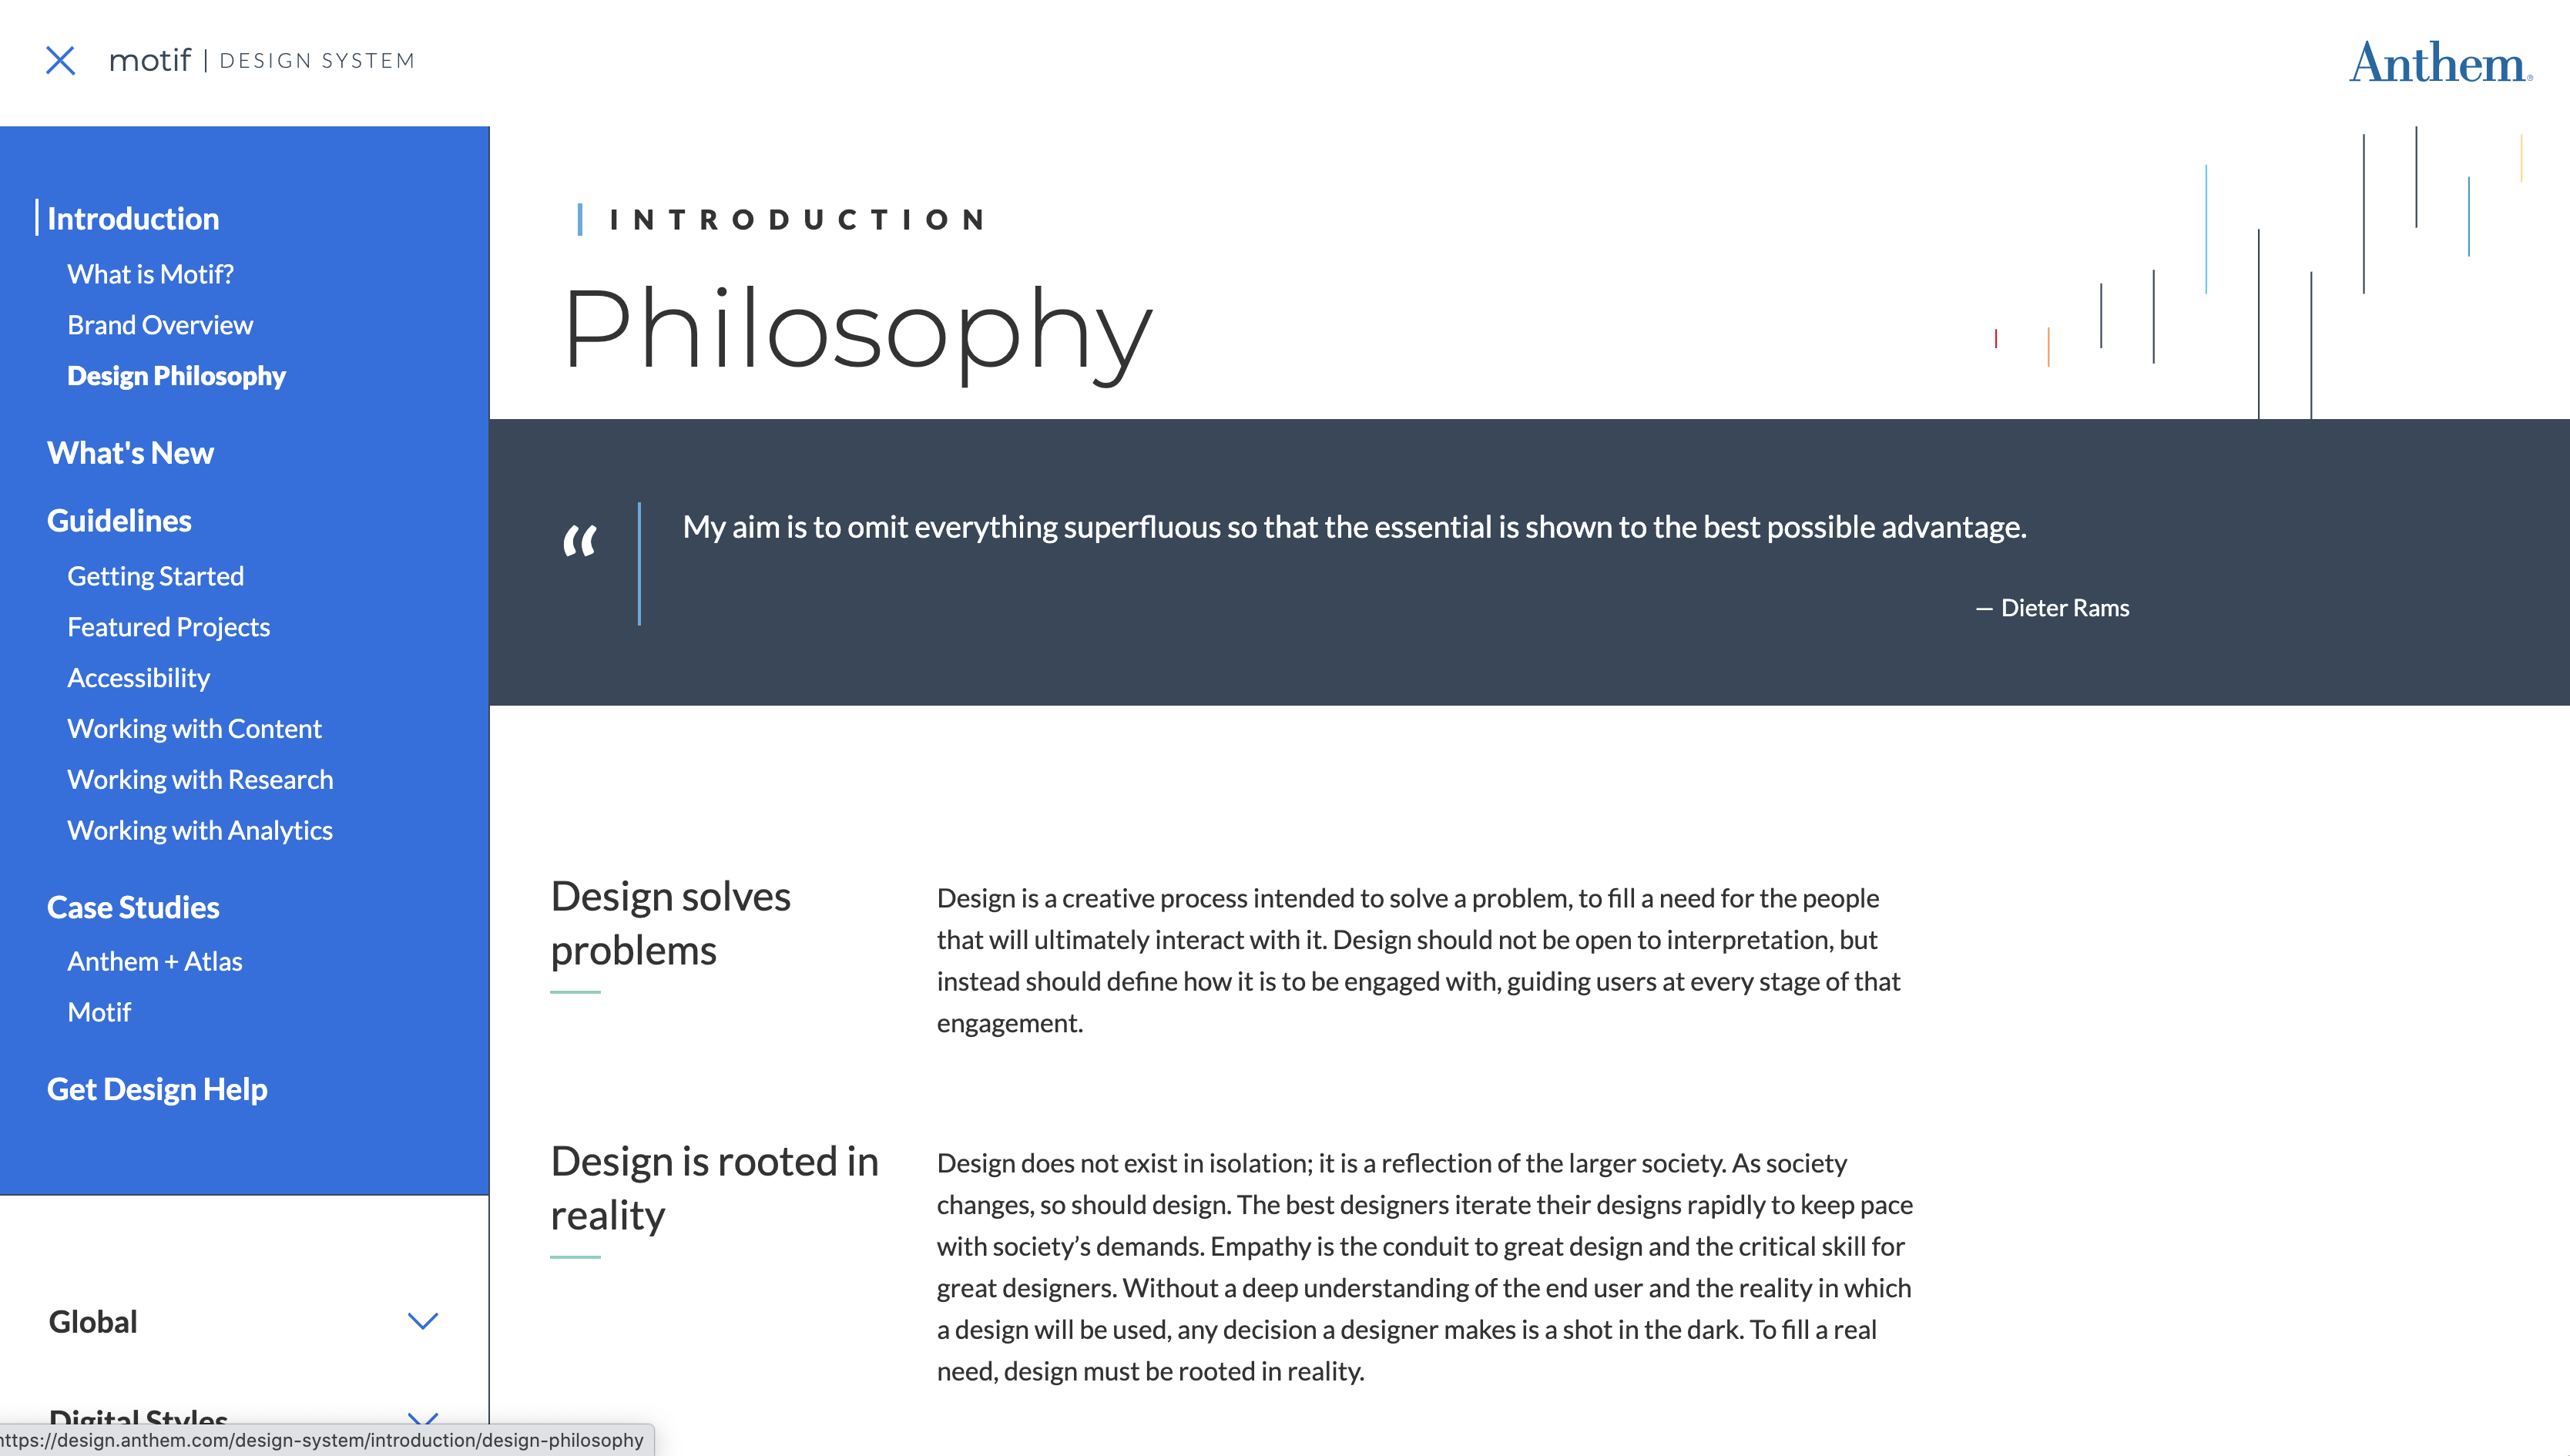 motif | DESIGN SYSTEM
Anthem®
Introduction
What is Motif?
Brand Overview
Design Philosophy
What's New
Guidelines
Getting Started
Featured Projects
Accessibility
Working with Content
Working with Research
Working with Analytics
Case Studies
Anthem + Atlas
Motif
Get Design Help
Global
Digital Styles
https://design.anthem.com/design-system/introduction/design-philosophy
INTRODUCTION
Philosophy
“
My aim is to omit everything superfluous so that the essential is shown to the best possible advantage.
— Dieter Rams
Design solves
problems
Design is a creative process intended to solve a problem, to fill a need for the people
that will ultimately interact with it. Design should not be open to interpretation, but
instead should define how it is to be engaged with, guiding users at every stage of that
engagement.
Design is rooted in
reality
Design does not exist in isolation; it is a reflection of the larger society. As society
changes, so should design. The best designers iterate their designs rapidly to keep pace
with society’s demands. Empathy is the conduit to great design and the critical skill for
great designers. Without a deep understanding of the end user and the reality in which
a design will be used, any decision a designer makes is a shot in the dark. To fill a real
need, design must be rooted in reality.